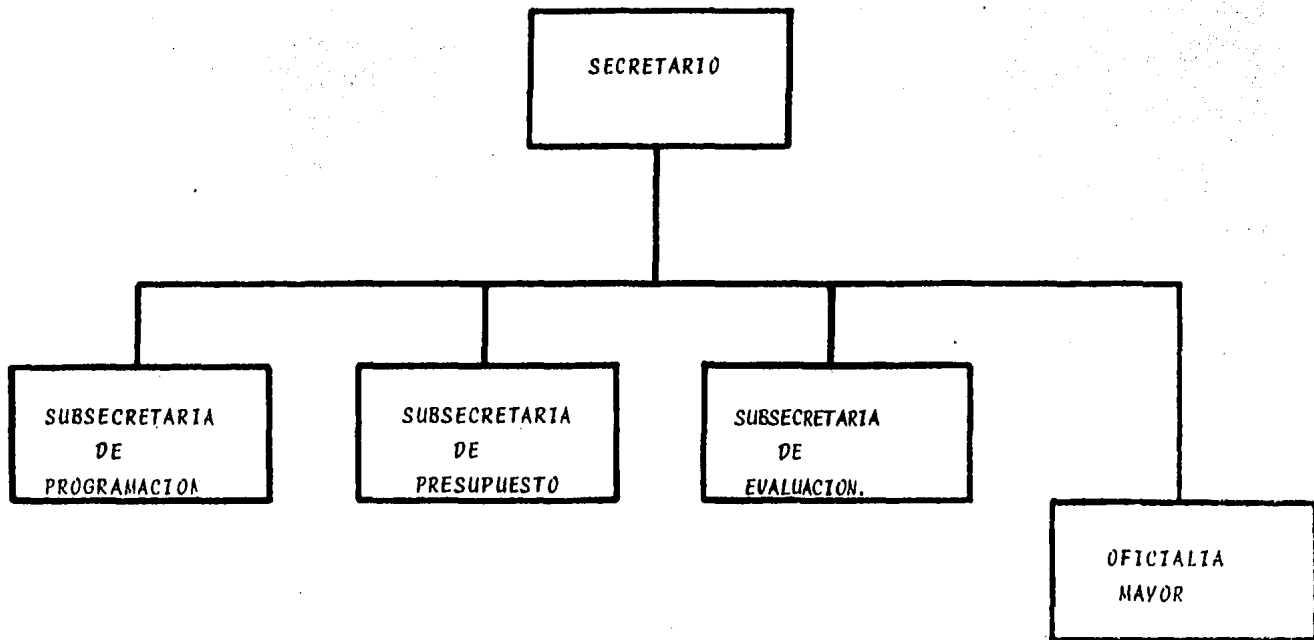 SECRETARIO
SUBSECRETARIA
DE
PROGRAMACION
SUBSECRETARIA
DE
PRESUPUESTO
SUBSECRETARIA
DE
EVALUACION.
OFICIALIA
MAYOR